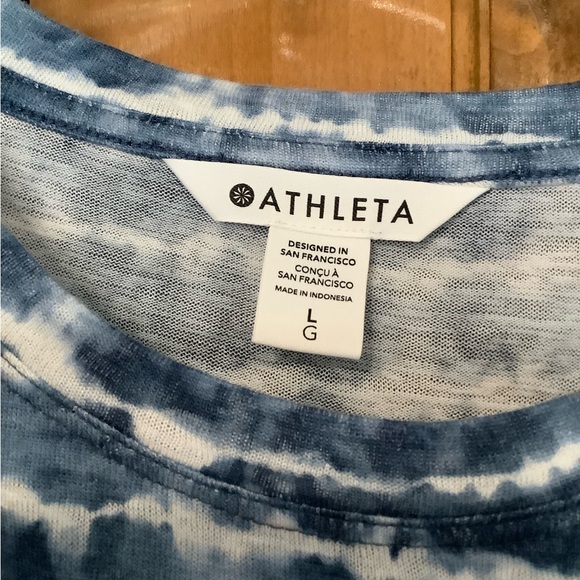 ATHLETA
DESIGNED IN
SAN FRANCISCO
CONÇU À
SAN FRANCISCO
MADE IN INDONESIA
L
G